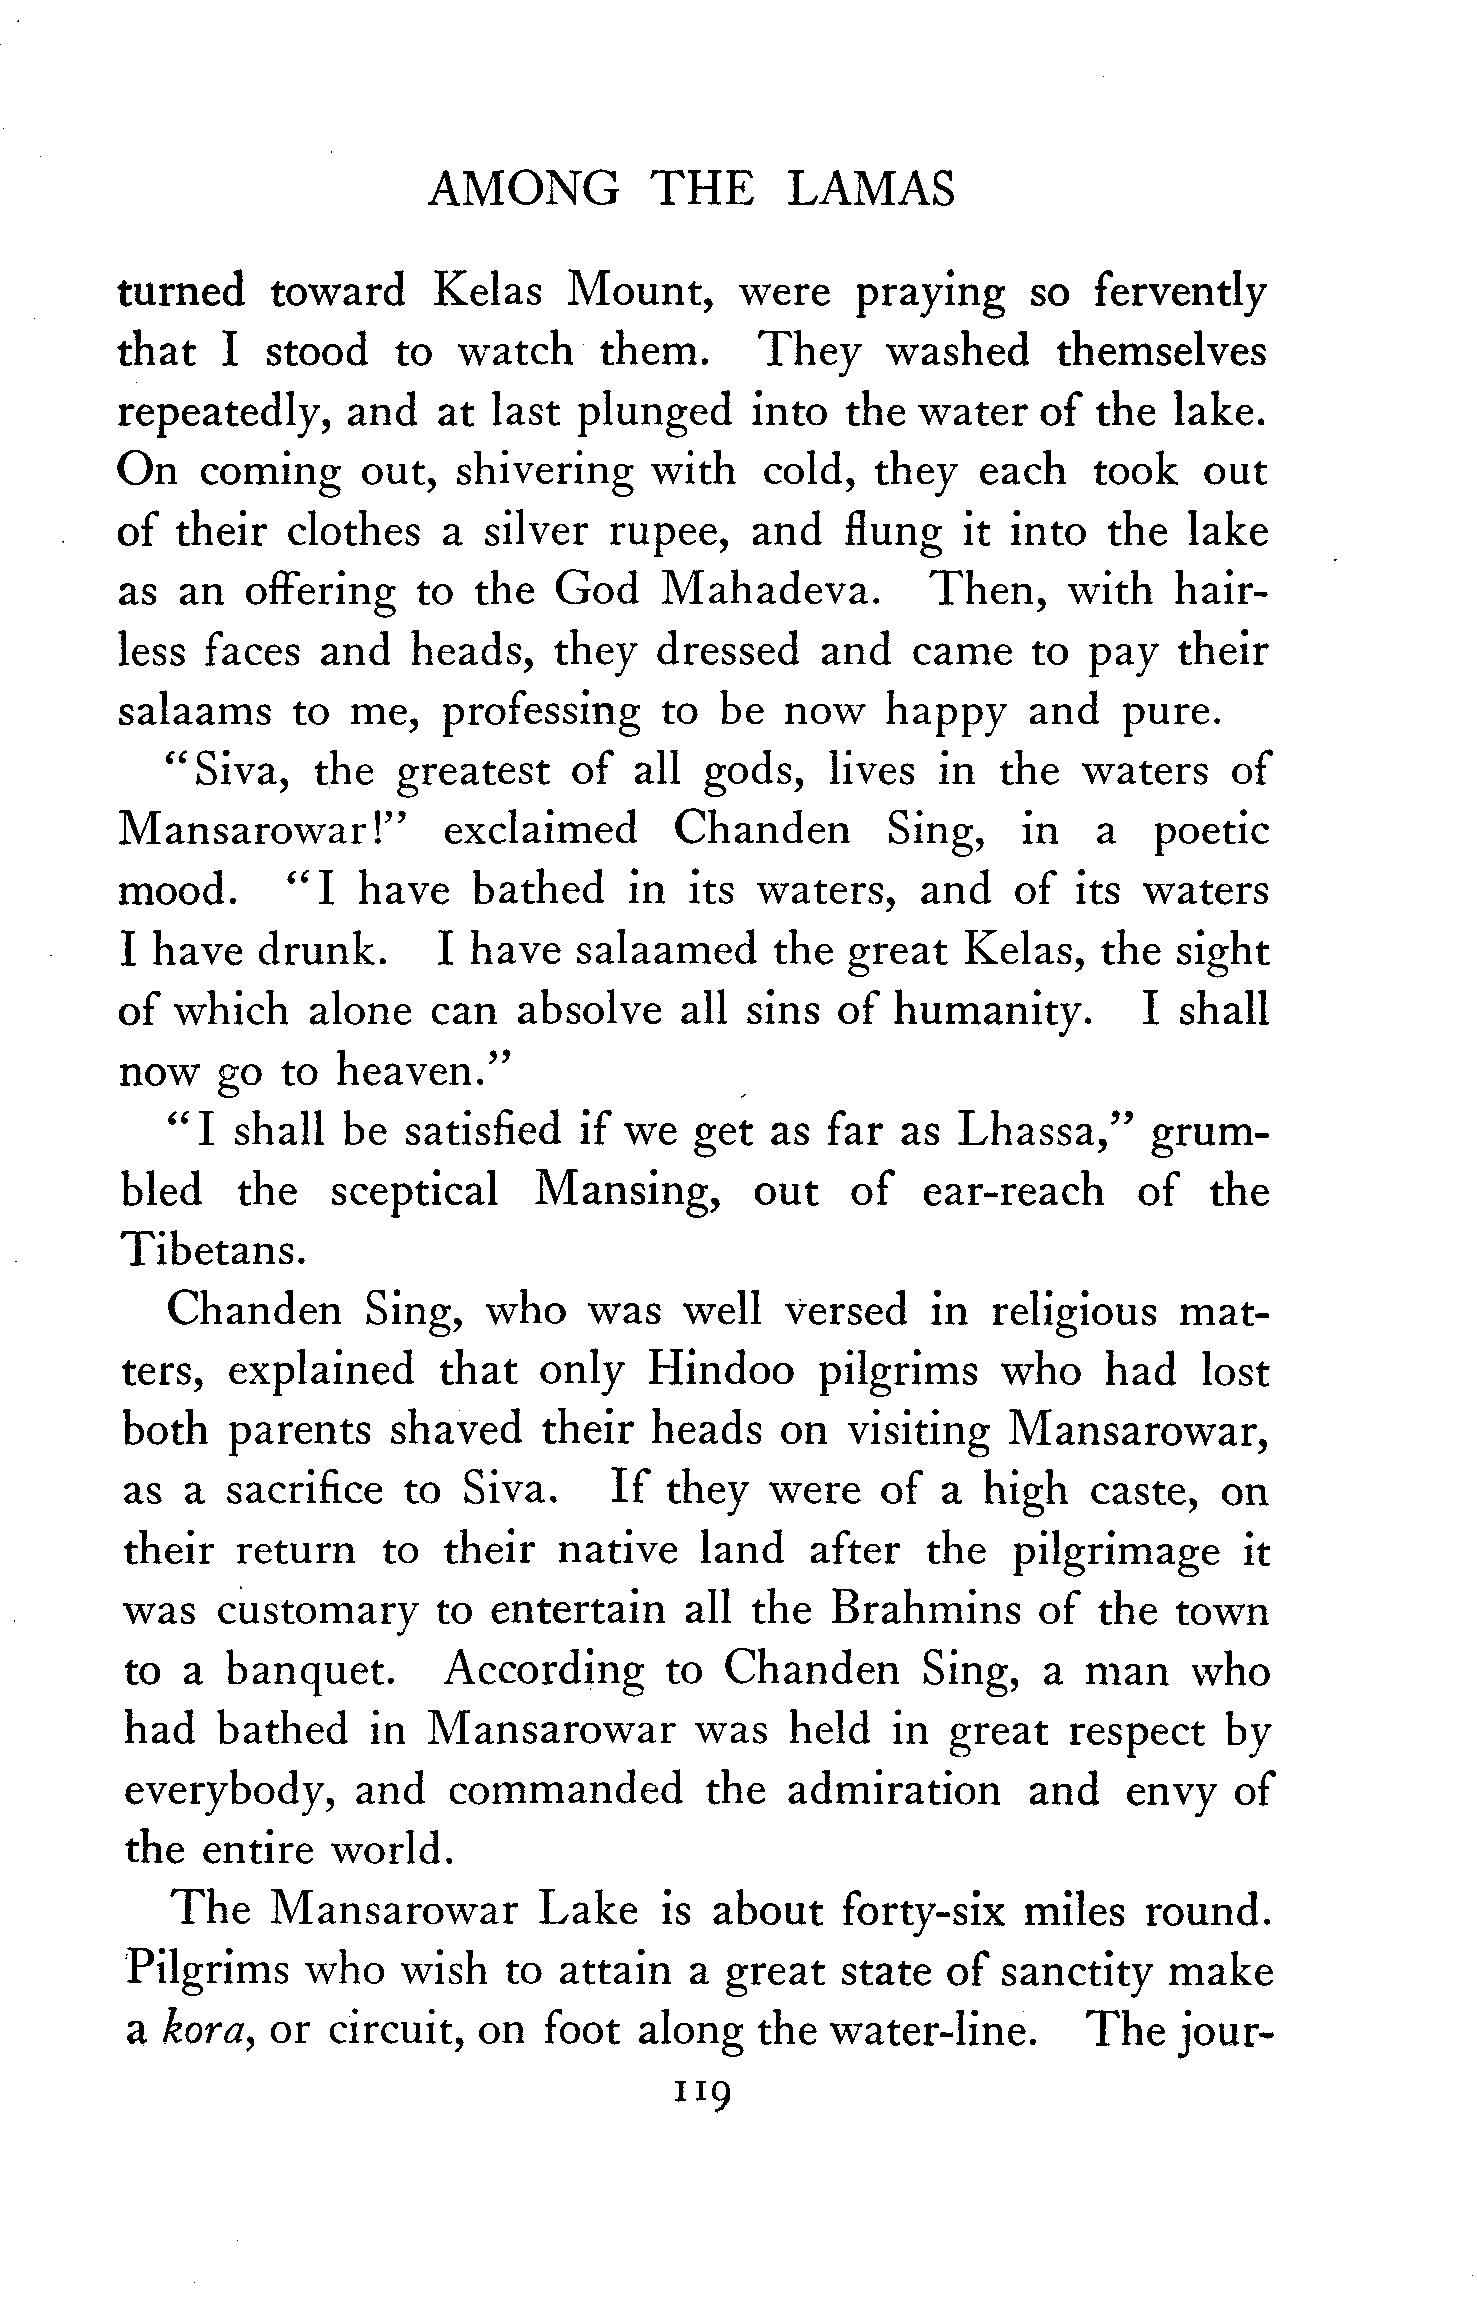 AMONG THE LAMAS
turned toward Kelas Mount, were praying so fervently
that I stood to watch them. They washed themselves
repeatedly, and at last plunged into the water of the lake.
On coming out, shivering with cold, they each took out
of their clothes a silver rupee, and flung it into the lake
as an offering to the God Mahadeva. Then, with hair-
less faces and heads, they dressed and came to pay their
salaams to me, professing to be now happy and pure.
"Siva, the greatest of all gods, lives in the waters of
Mansarowar!" exclaimed Chanden Sing, in a poetic
mood. "I have bathed in its waters, and of its waters
I have drunk. I have salaamed the great Kelas, the sight
of which alone can absolve all sins of humanity. I shall
now go to heaven."
"I shall be satisfied if we get as far as Lhassa," grum-
bled the sceptical Mansing, out of ear-reach of the
Tibetans.
Chanden Sing, who was well versed in religious mat-
ters, explained that only Hindoo pilgrims who had lost
both parents shaved their heads on visiting Mansarowar,
as a sacrifice to Siva. If they were of a high caste, on
their return to their native land after the pilgrimage it
was customary to entertain all the Brahmins of the town
to a banquet. According to Chanden Sing, a man who
had bathed in Mansarowar was held in great respect by
everybody, and commanded the admiration and envy of
the entire world.
The Mansarowar Lake is about forty-six miles round.
Pilgrims who wish to attain a great state of sanctity make
a kora, or circuit, on foot along the water-line. The jour-
119